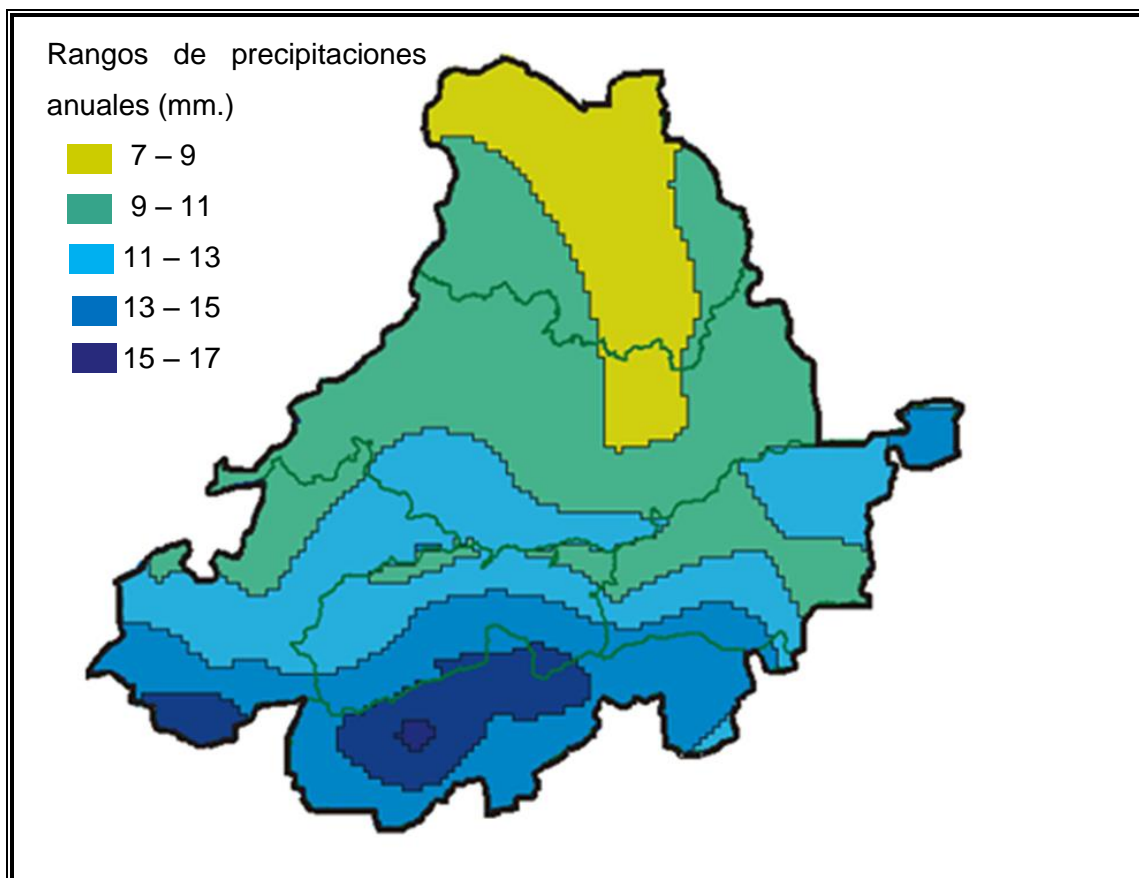 Rangos de precipitaciones
anuales (mm.)
7 – 9
9 – 11
11 – 13
13 – 15
15 – 17